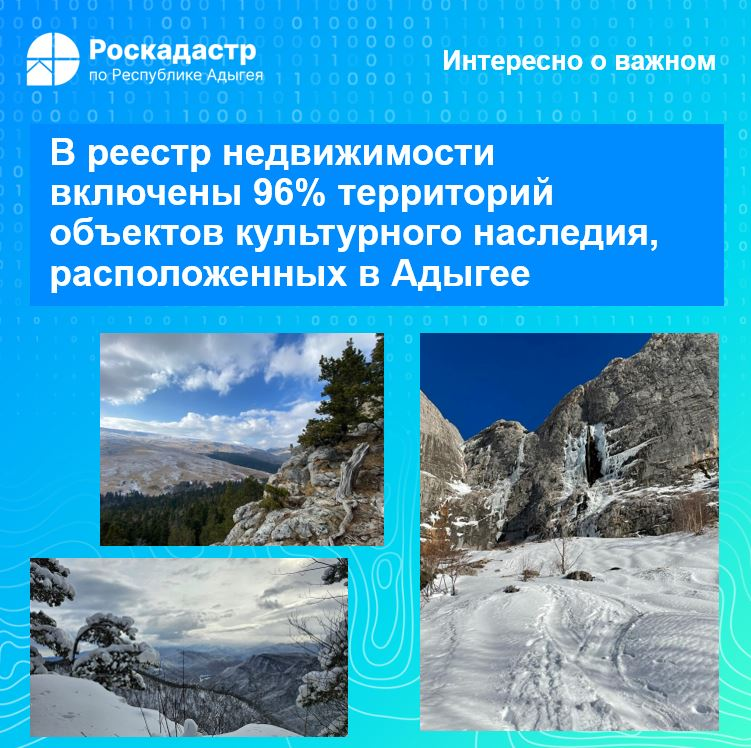 Роскадастр
по Республике Адыгея
Интересно о важном
В реестр недвижимости
включены 96% территорий
объектов культурного наследия,
расположенных в Адыгее